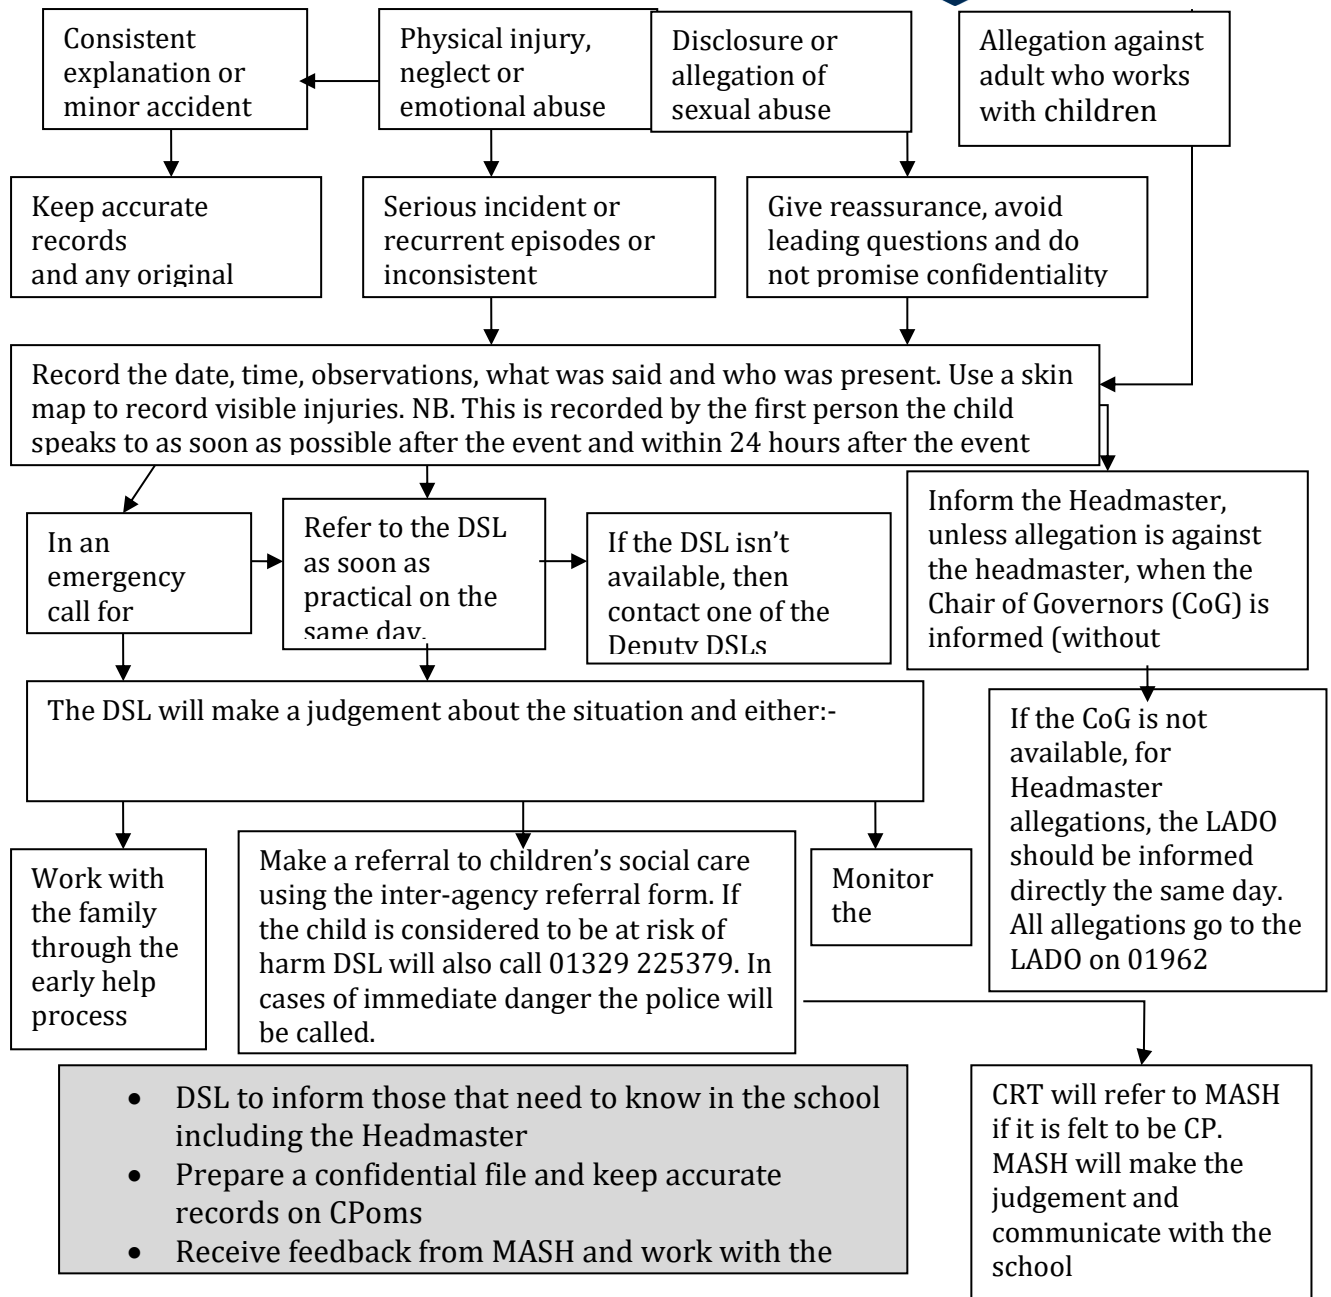 Consistent
explanation or
minor accident
Physical injury,
neglect or
emotional abuse
Disclosure or
allegation of
sexual abuse
Allegation against
adult who works
with children
Keep accurate
records
and any original
Serious incident or
recurrent episodes or
inconsistent
Give reassurance, avoid
leading questions and do
not promise confidentiality
Record the date, time, observations, what was said and who was present. Use a skin
map to record visible injuries. NB. This is recorded by the first person the child
speaks to as soon as possible after the event and within 24 hours after the event
In an
emergency
call for
Refer to the DSL
as soon as
practical on the
same day.
If the DSL isn’t
available, then
contact one of the
Deputy DSLs
Inform the Headmaster,
unless allegation is against
the headmaster, when the
Chair of Governors (CoG) is
informed (without
The DSL will make a judgement about the situation and either:-
If the CoG is not
available, for
Headmaster
allegations, the LADO
should be informed
directly the same day.
All allegations go to the
LADO on 01962
Work with
the family
through the
early help
process
Make a referral to children’s social care
using the inter-agency referral form. If
the child is considered to be at risk of
harm DSL will also call 01329 225379. In
cases of immediate danger the police will
be called.
Monitor
the
• DSL to inform those that need to know in the school
including the Headmaster
• Prepare a confidential file and keep accurate
records on CPoms
• Receive feedback from MASH and work with the
CRT will refer to MASH
if it is felt to be CP.
MASH will make the
judgement and
communicate with the
school